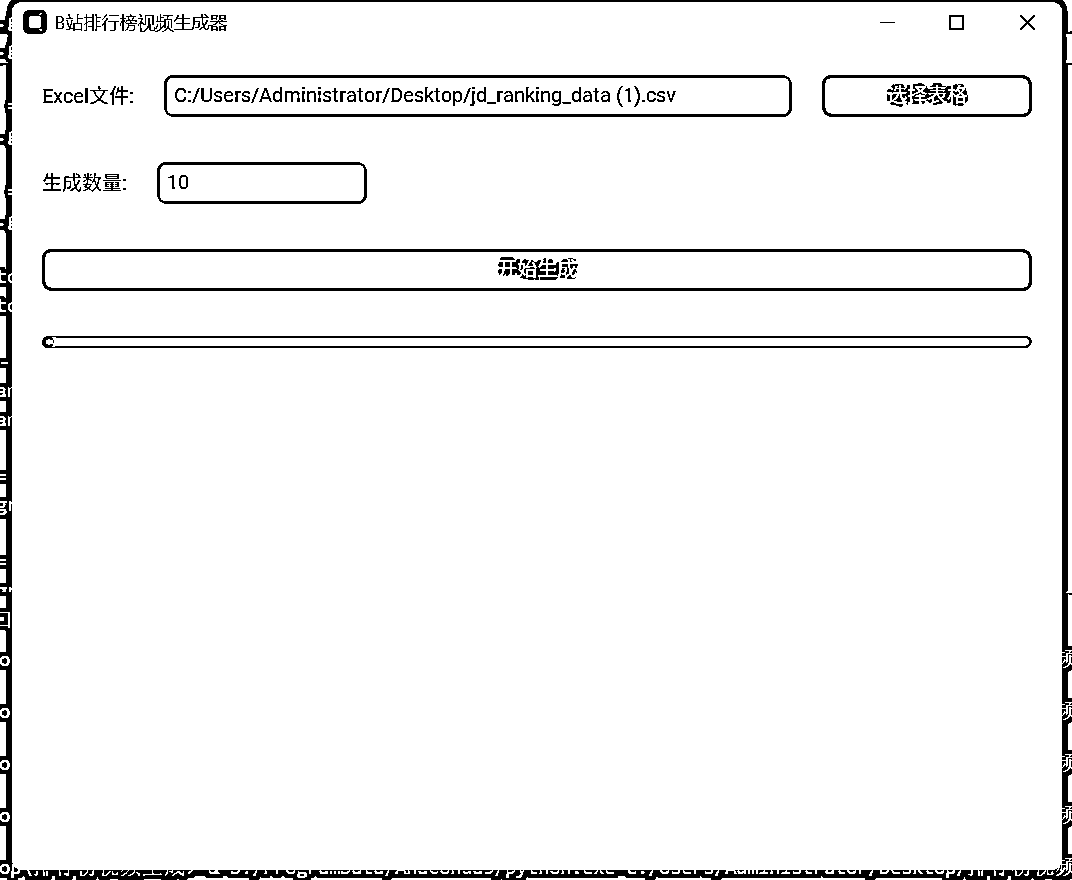 B站排行榜视频生成器
Excel文件:
C:/Users/Administrator/Desktop/jd_ranking_data (1).csv
选择表格
生成数量:
10
开始生成